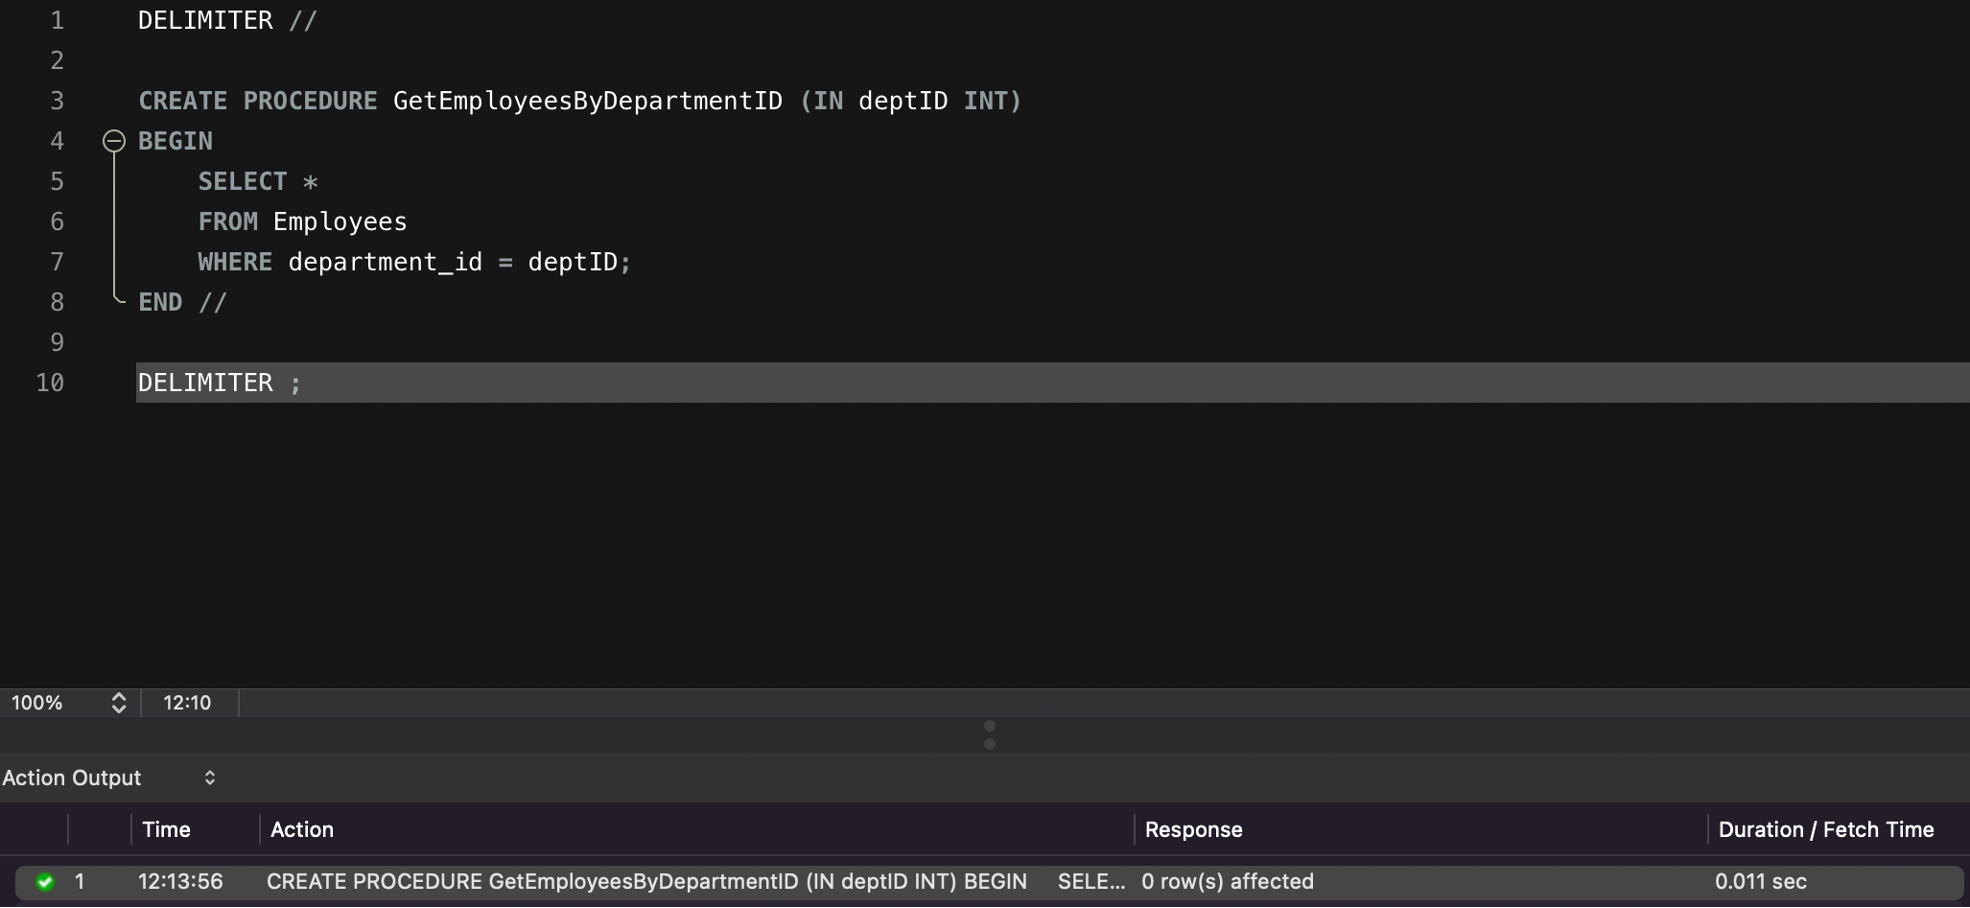 1 DELIMITER //
2
3 CREATE PROCEDURE GetEmployeesByDepartmentID (IN deptID INT)
4 BEGIN
5 SELECT *
6 FROM Employees
7 WHERE department_id = deptID;
8 END //
9
10 DELIMITER ;
100% 12:10
Action Output
Time Action Response Duration / Fetch Time
1 12:13:56 CREATE PROCEDURE GetEmployeesByDepartmentID (IN deptID INT) BEGIN SELE... 0 row(s) affected 0.011 sec